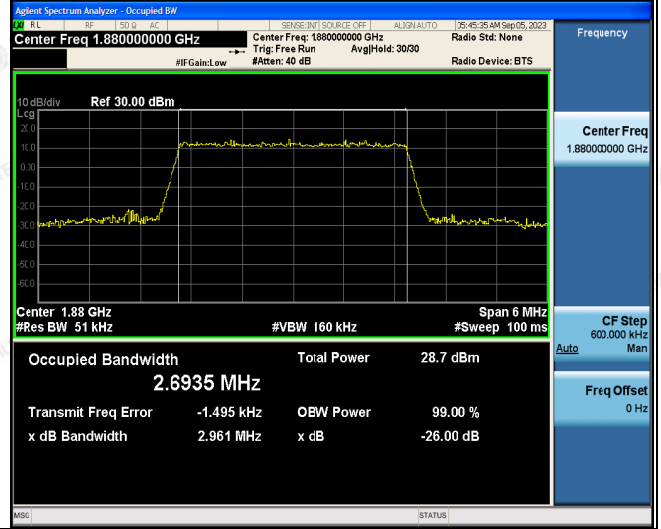 Agilent Spectrum Analyzer - Occupied BW
LXI RL RF 50 Ω AC SENSE:INT SOURCE OFF ALIGN AUTO 05:45:35 AM Sep 05, 2023
Center Freq 1.880000000 GHz
Center Freq: 1.880000000 GHz
Radio Std: None
Trig: Free Run Avg|Hold: 30/30
#IFGain:Low
#Atten: 40 dB
Radio Device: BTS
Frequency
10 dB/div Ref 30.00 dBm
Log
20.0
10.0
0.00
-10.0
-20.0
-30.0
-40.0
-50.0
-60.0
Center Freq
1.880000000 GHz
Center 1.88 GHz
Span 6 MHz
#Res BW 51 kHz
#VBW 160 kHz
#Sweep 100 ms
CF Step
600.000 kHz
Auto Man
Occupied Bandwidth
Total Power 28.7 dBm
2.6935 MHz
Transmit Freq Error -1.495 kHz
OBW Power 99.00 %
x dB Bandwidth 2.961 MHz
x dB -26.00 dB
Freq Offset
0 Hz
MSG
STATUS